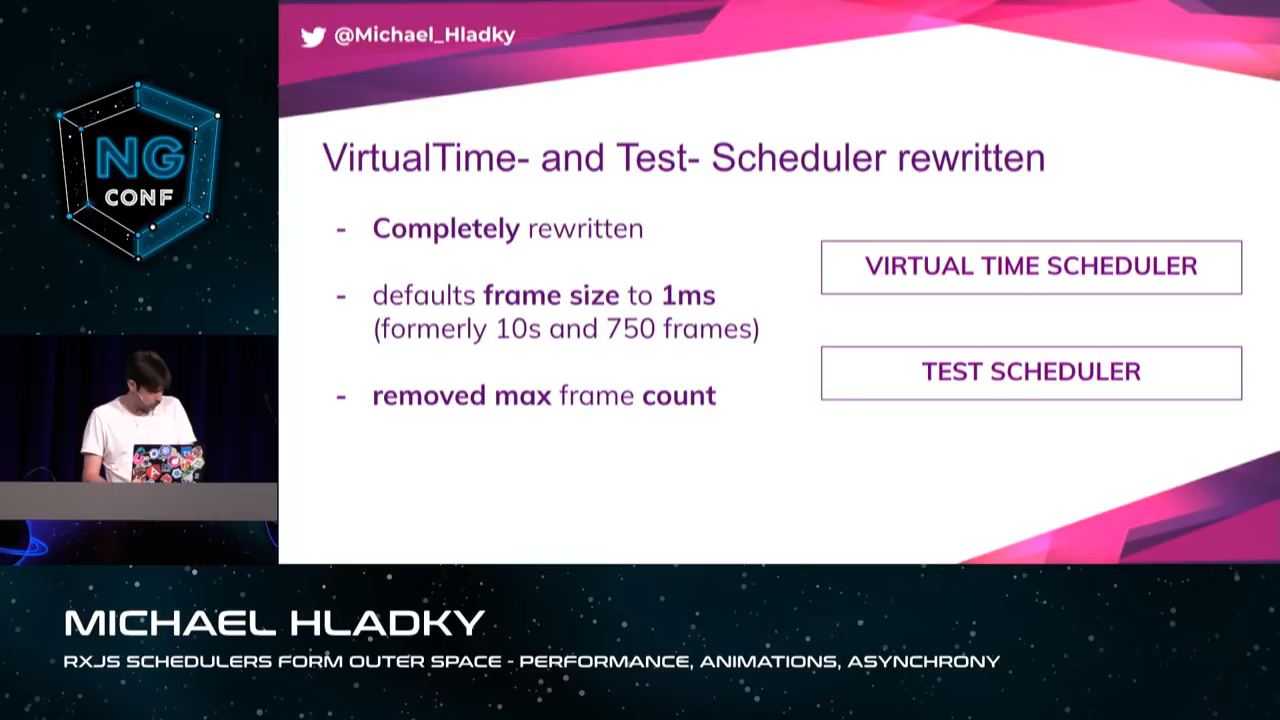 @Michael_Hladky
NG
CONF
VirtualTime- and Test- Scheduler rewritten
- Completely rewritten
- defaults frame size to 1ms
(formerly 10s and 750 frames)
- removed max frame count
VIRTUAL TIME SCHEDULER
TEST SCHEDULER
MICHAEL HLADKY
RXJS SCHEDULERS FORM OUTER SPACE - PERFORMANCE, ANIMATIONS, ASYNCHRONY